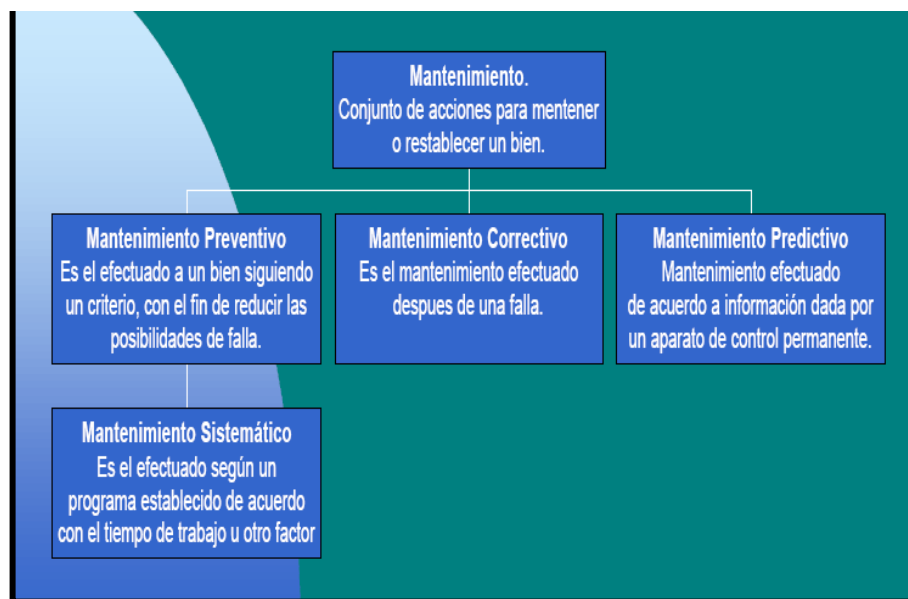 Mantenimiento.
Conjunto de acciones para mentener
o restablecer un bien.
Mantenimiento Preventivo
Es el efectuado a un bien siguiendo
un criterio, con el fin de reducir las
posibilidades de falla.
Mantenimiento Correctivo
Es el mantenimiento efectuado
despues de una falla.
Mantenimiento Predictivo
Mantenimiento efectuado
de acuerdo a información dada por
un aparato de control permanente.
Mantenimiento Sistemático
Es el efectuado según un
programa establecido de acuerdo
con el tiempo de trabajo u otro factor